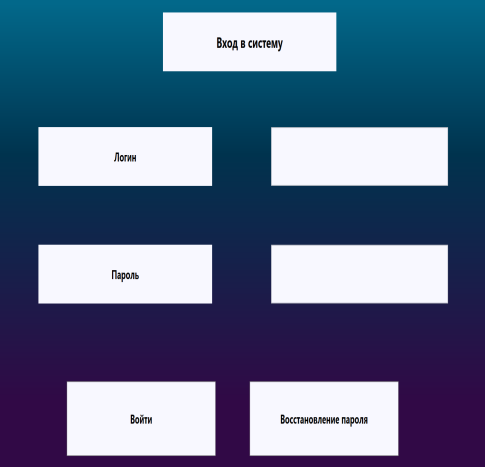 Вход в систему
Логин
Пароль
Войти
Восстановление пароля